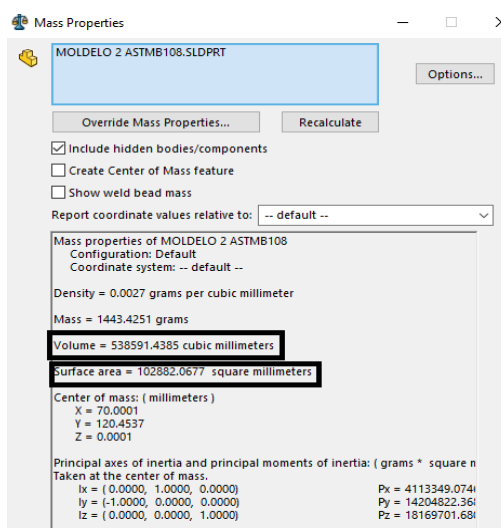 Mass Properties
MOLDELO 2 ASTMB108.SLDPRT
Options...
Override Mass Properties...
Recalculate
Include hidden bodies/components
Create Center of Mass feature
Show weld bead mass
Report coordinate values relative to: -- default --
Mass properties of MOLDELO 2 ASTMB108
Configuration: Default
Coordinate system: -- default --
Density = 0.0027 grams per cubic millimeter
Mass = 1443.4251 grams
Volume = 538591.4385 cubic millimeters
Surface area = 102882.0677 square millimeters
Center of mass: ( millimeters )
X = 70.0001
Y = 120.4537
Z = 0.0001
Principal axes of inertia and principal moments of inertia: ( grams * square
Taken at the center of mass.
Ix = ( 0.0000, 1.0000, 0.0000) Px = 4113349.074
Iy = (-1.0000, 0.0000, 0.0000) Py = 14204822.36
Iz = ( 0.0000, 0.0000, 1.0000) Pz = 18169701.68